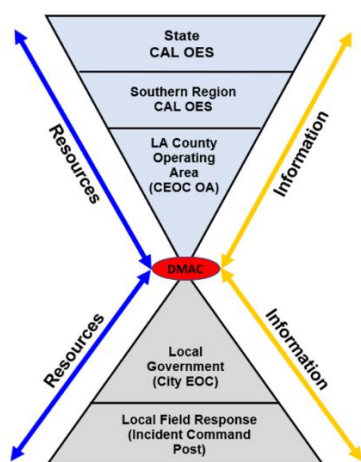 State
CAL OES
Southern Region
CAL OES
LA County
Operating
Area
(CEOC OA)
Resources
Information
DMAC
Resources
Information
Local
Government
(City EOC)
Local Field Response
(Incident Command
Post)